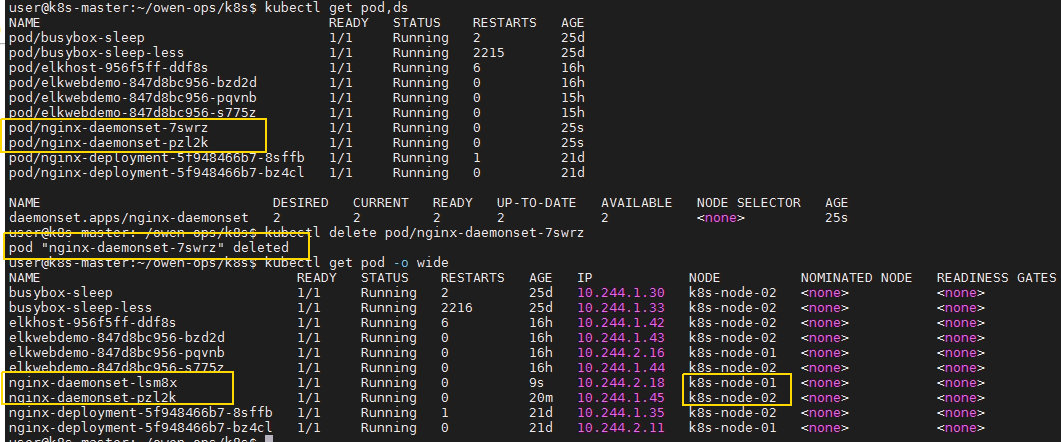 user@k8s-master:~/owen-ops/k8s$ kubectl get pod,ds
NAME READY STATUS RESTARTS AGE
pod/busybox-sleep 1/1 Running 2 25d
pod/busybox-sleep-less 1/1 Running 2215 25d
pod/elkhost-956f5ff-ddf8s 1/1 Running 6 16h
pod/elkwebdemo-847d8bc956-bzd2d 1/1 Running 0 16h
pod/elkwebdemo-847d8bc956-pqvnb 1/1 Running 0 15h
pod/elkwebdemo-847d8bc956-s775z 1/1 Running 0 15h
pod/nginx-daemonset-7swrz 1/1 Running 0 25s
pod/nginx-daemonset-pzl2k 1/1 Running 0 25s
pod/nginx-deployment-5f948466b7-8sffb 1/1 Running 1 21d
pod/nginx-deployment-5f948466b7-bz4cl 1/1 Running 0 21d
NAME DESIRED CURRENT READY UP-TO-DATE AVAILABLE NODE SELECTOR AGE
daemonset.apps/nginx-daemonset 2 2 2 2 2 <none> 25s
user@k8s-master:~/owen-ops/k8s$ kubectl delete pod/nginx-daemonset-7swrz
pod "nginx-daemonset-7swrz" deleted
user@k8s-master:~/owen-ops/k8s$ kubectl get pod -o wide
NAME READY STATUS RESTARTS AGE IP NODE NOMINATED NODE READINESS GATES
busybox-sleep 1/1 Running 2 25d 10.244.1.30 k8s-node-02 <none> <none>
busybox-sleep-less 1/1 Running 2216 25d 10.244.1.33 k8s-node-02 <none> <none>
elkhost-956f5ff-ddf8s 1/1 Running 6 16h 10.244.1.42 k8s-node-02 <none> <none>
elkwebdemo-847d8bc956-bzd2d 1/1 Running 0 16h 10.244.1.43 k8s-node-02 <none> <none>
elkwebdemo-847d8bc956-pqvnb 1/1 Running 0 16h 10.244.2.16 k8s-node-01 <none> <none>
elkwebdemo-847d8bc956-s775z 1/1 Running 0 16h 10.244.1.44 k8s-node-02 <none> <none>
nginx-daemonset-lsm8x 1/1 Running 0 9s 10.244.2.18 k8s-node-01 <none> <none>
nginx-daemonset-pzl2k 1/1 Running 0 20m 10.244.1.45 k8s-node-02 <none> <none>
nginx-deployment-5f948466b7-8sffb 1/1 Running 1 21d 10.244.1.35 k8s-node-02 <none> <none>
nginx-deployment-5f948466b7-bz4cl 1/1 Running 0 21d 10.244.2.11 k8s-node-01 <none> <none>
user@k8s-master:~/owen-ops/k8s$